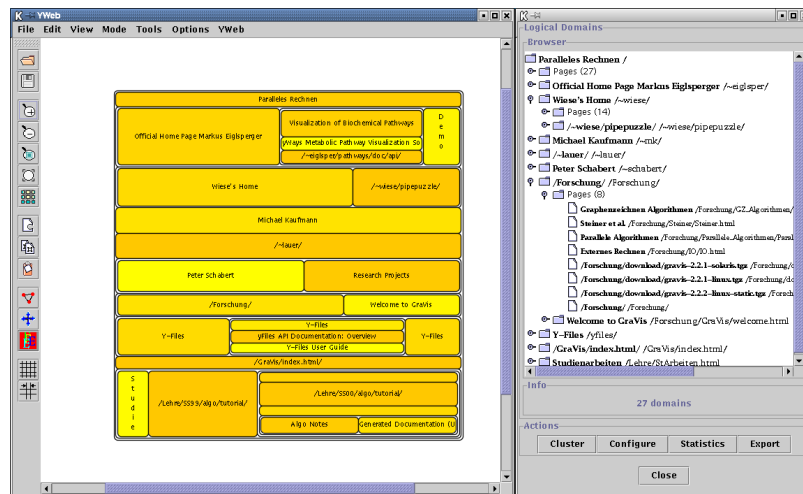 YWeb
File Edit View Mode Tools Options YWeb
Paralleles Rechnen
Official Home Page Markus Eiglsperger
Visualization of Biochemical Pathways
yWays Metabolic Pathway Visualization So
/~eiglsper/pathways/doc/api/
Demo
Wiese's Home
/~wiese/pipepuzzle/
Michael Kaufmann
/~lauer/
Peter Schabert
Research Projects
/Forschung/
Welcome to GraVis
Y-Files
Y-Files
yFiles API Documentation: Overview
Y-Files User Guide
Y-Files
/GraVis/index.html/
Studie
/Lehre/SS99/algo/tutorial/
/Lehre/SS00/algo/tutorial/
Algo Notes
Generated Documentation (U
Logical Domains
Browser
Paralleles Rechnen /
Pages (27)
Official Home Page Markus Eiglsperger /~eiglsper/
Wiese's Home /~wiese/
Pages (14)
/~wiese/pipepuzzle/ /~wiese/pipepuzzle/
Michael Kaufmann /~mk/
/~lauer/ /~lauer/
Peter Schabert /~schabert/
/Forschung/ /Forschung/
Pages (8)
Graphenzeichnen Algorithmen /Forschung/GZ_Algorithmen/
Steiner et al. /Forschung/Steiner/Steiner.html
Parallele Algorithmen /Forschung/Parallele_Algorithmen/Paral
Externes Rechnen /Forschung/IO/IO.html
/Forschung/download/gravis-2.2.1-solaris.tgz /Forschung/d
/Forschung/download/gravis-2.2.1-linux.tgz /Forschung/do
/Forschung/download/gravis-2.2.2-linux-static.tgz /Forsch
/Forschung/ /Forschung/
Welcome to GraVis /Forschung/GraVis/welcome.html
Y-Files /yfiles/
/GraVis/index.html/ /GraVis/index.html/
Studienarbeiten /Lehre/StArbeiten.html
Info
27 domains
Actions
Cluster Configure Statistics Export
Close